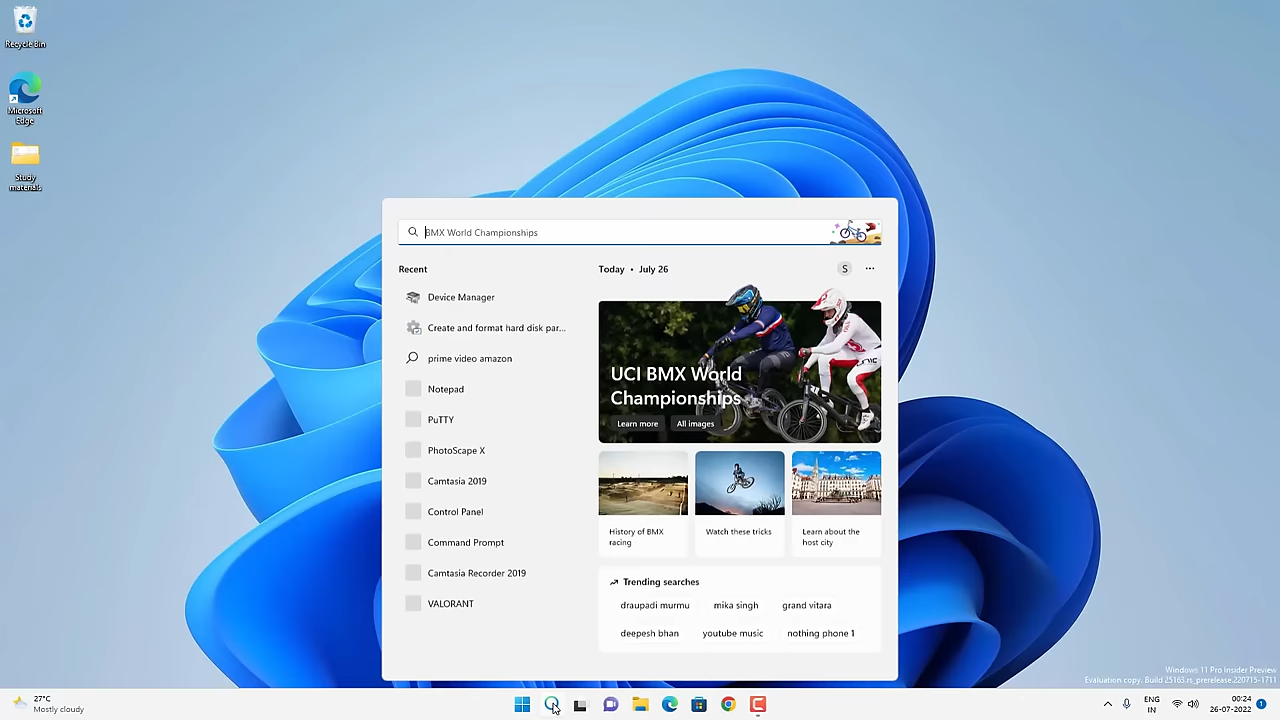 Recycle Bin
Microsoft
Edge
Study
materials
BMX World Championships
Recent
Device Manager
Create and format hard disk par...
prime video amazon
Notepad
PuTTY
PhotoScape X
Camtasia 2019
Control Panel
Command Prompt
Camtasia Recorder 2019
VALORANT
Today • July 26
S
UCI BMX World
Championships
Learn more
All images
History of BMX
racing
Watch these tricks
Learn about the
host city
Trending searches
draupadi murmu
mika singh
grand vitara
deepesh bhan
youtube music
nothing phone 1
Windows 11 Pro Insider Preview
Evaluation copy. Build 25163.rs_prerelease.220715-1711
27°C
Mostly cloudy
ENG
IN
00:24
26-07-2022
1